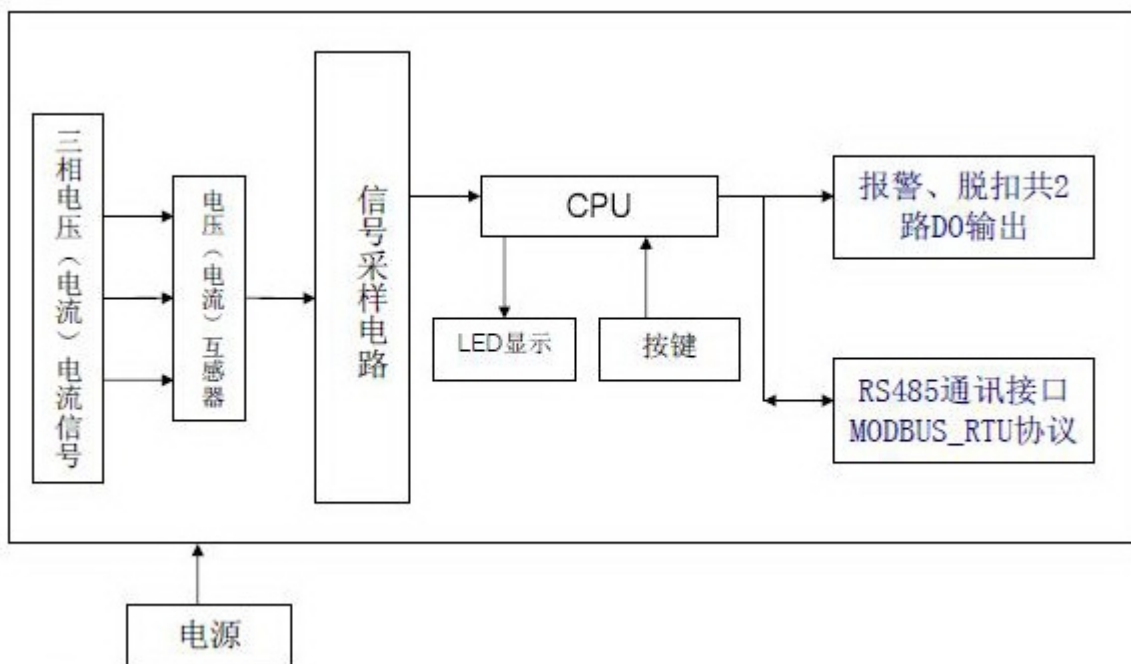 三相电压（电流）电流信号
电压（电流）互感器
信号采样电路
CPU
LED显示
按键
报警、脱扣共2
路DO输出
RS485通讯接口
MODBUS_RTU协议
电源